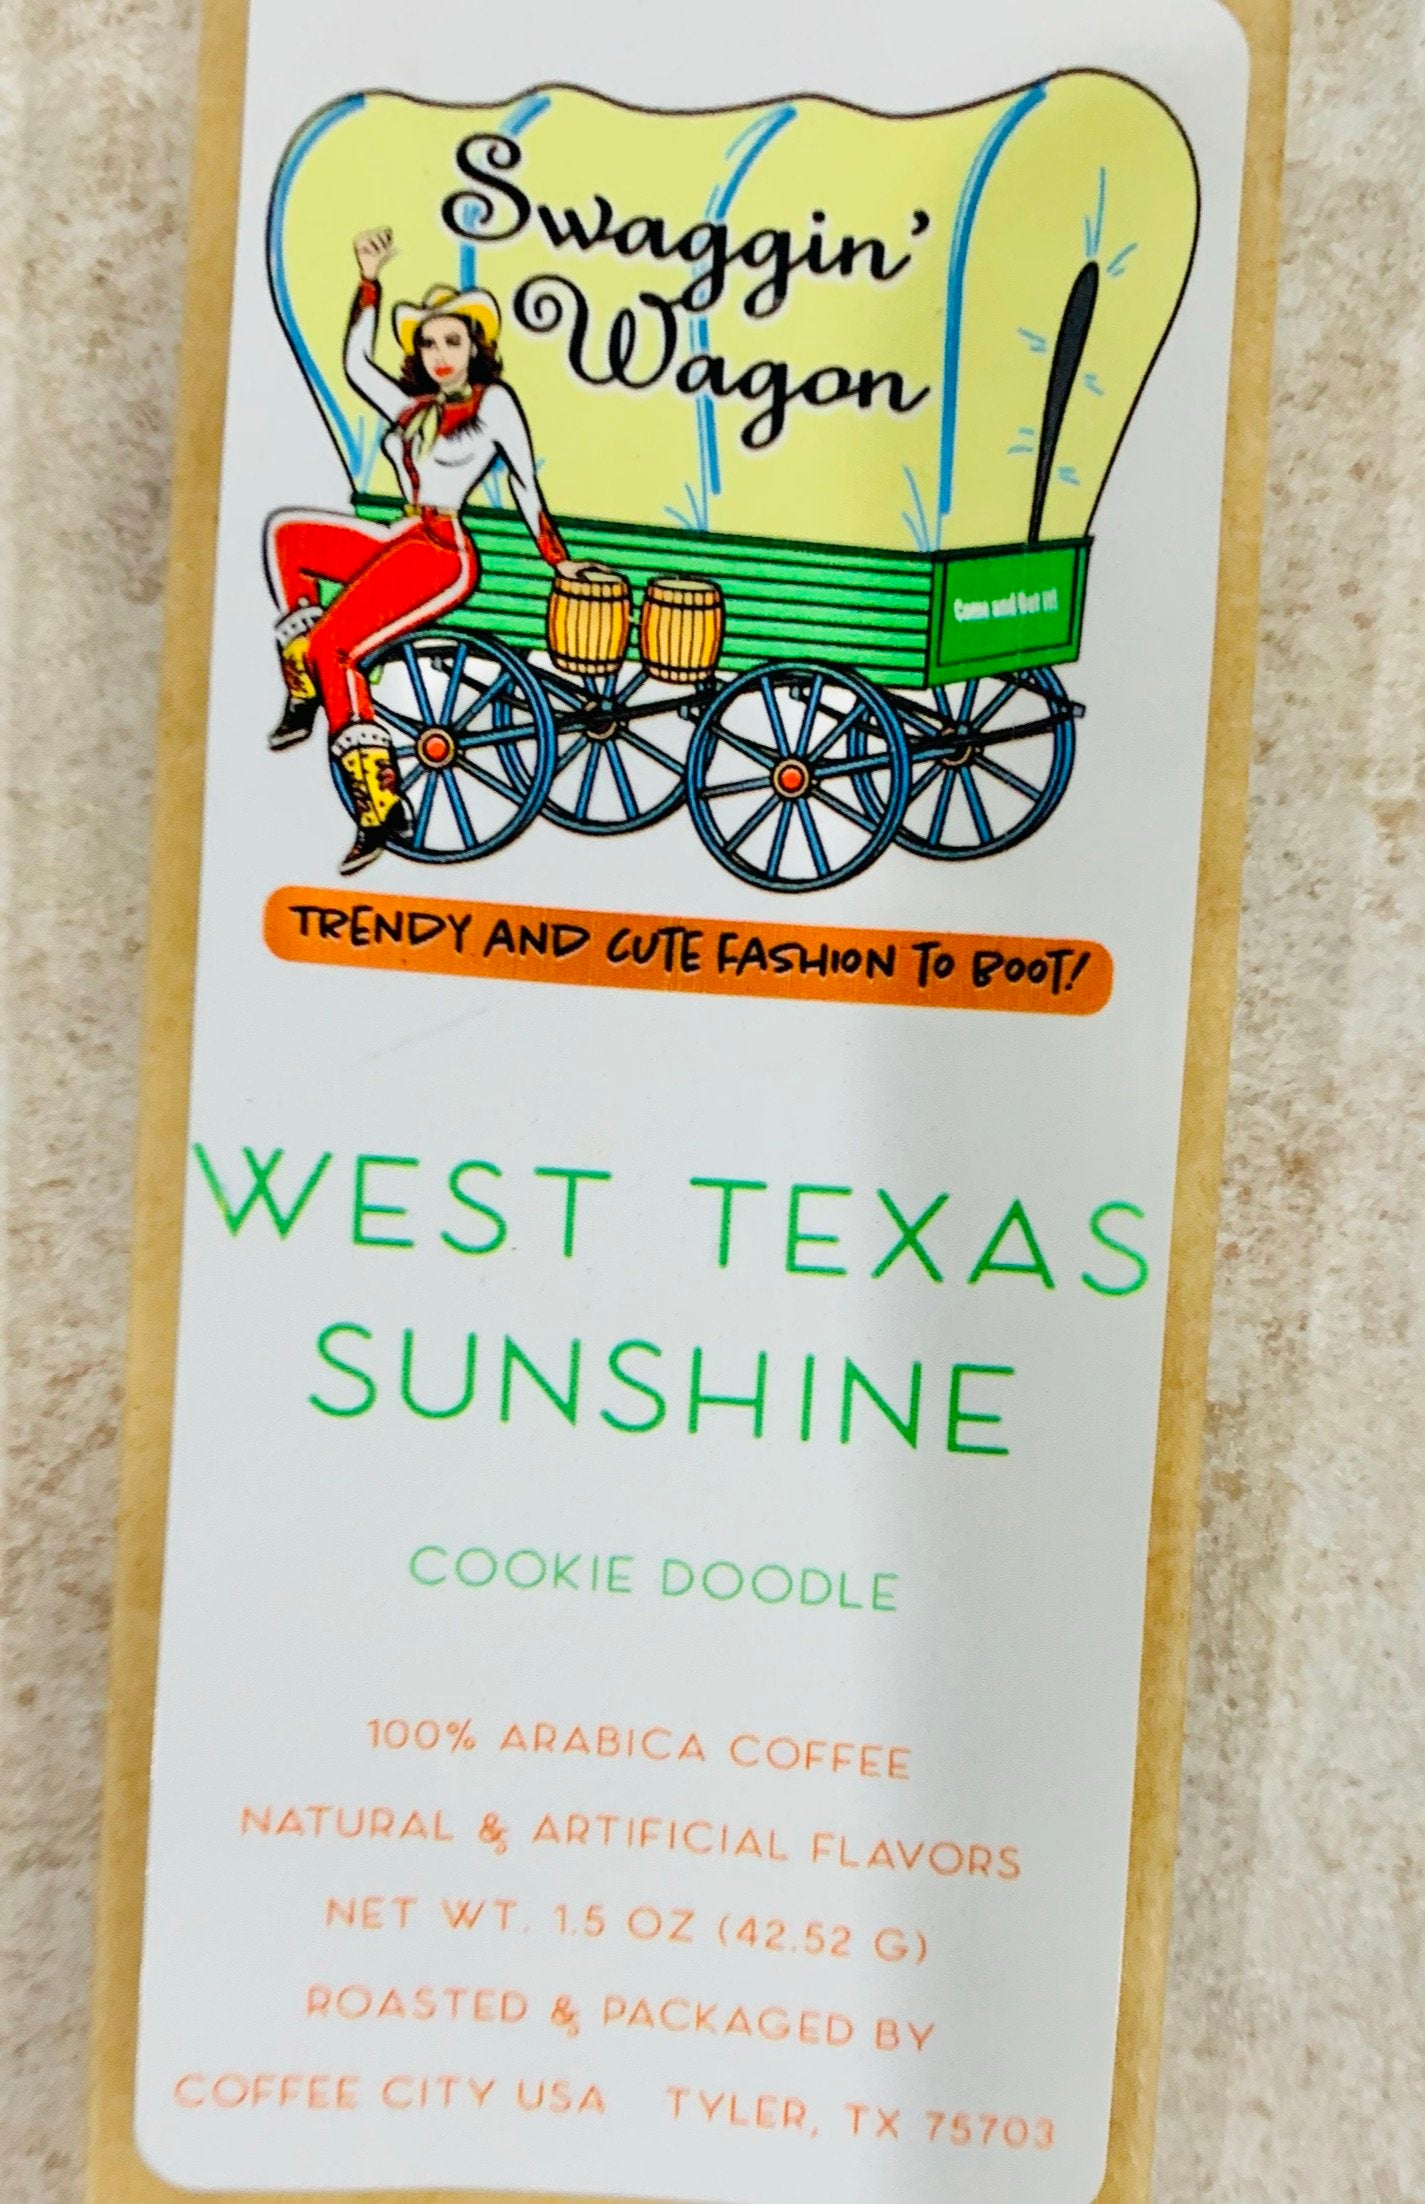 Swaggin'
Wagon
Come and Get it!
TRENDY AND CUTE FASHION TO BOOT!
WEST TEXAS
SUNSHINE
COOKIE DOODLE
100% ARABICA COFFEE
NATURAL & ARTIFICIAL FLAVORS
NET WT. 1.5 OZ (42.52 G)
ROASTED & PACKAGED BY
COFFEE CITY USA TYLER, TX 75703